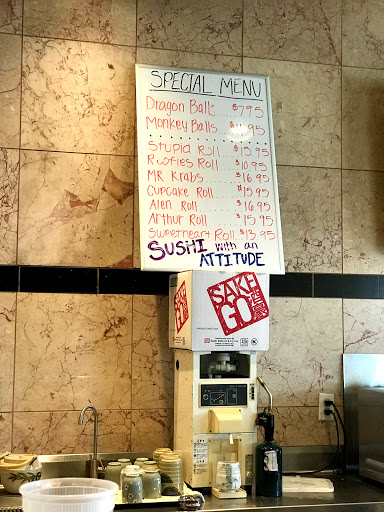 SPECIAL MENU
Dragon Balls.....$7.95
Monkey Balls
Stupid Roll....$15.95
Roofies Roll....$10.95
MR Krabs......$16.95
Cupcake Roll...$15.95
Alen Roll......$16.95
Arthur Roll....$15.95
Sweetheart Roll $13.95
SUSHI with an
ATTITUDE
SAKE
GO